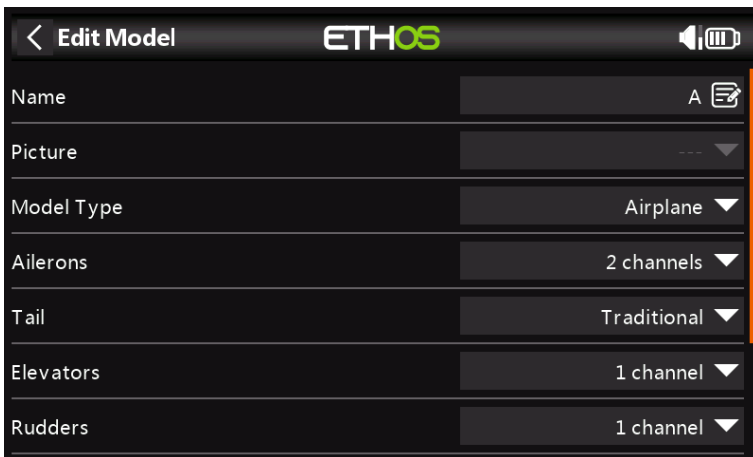 Edit Model ETHOS
Name A
Picture ---
Model Type Airplane
Ailerons 2 channels
Tail Traditional
Elevators 1 channel
Rudders 1 channel